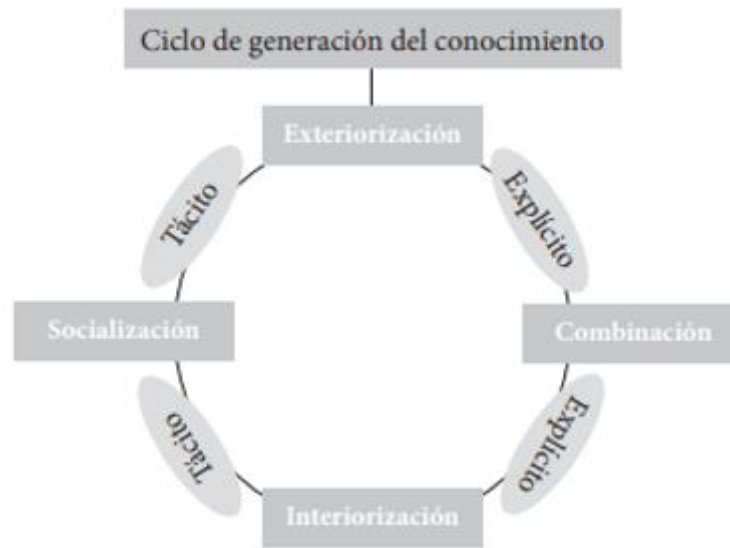 Ciclo de generación del conocimiento
Exteriorización
Tácito
Explícito
Socialización
Combinación
Tácito
Explícito
Interiorización